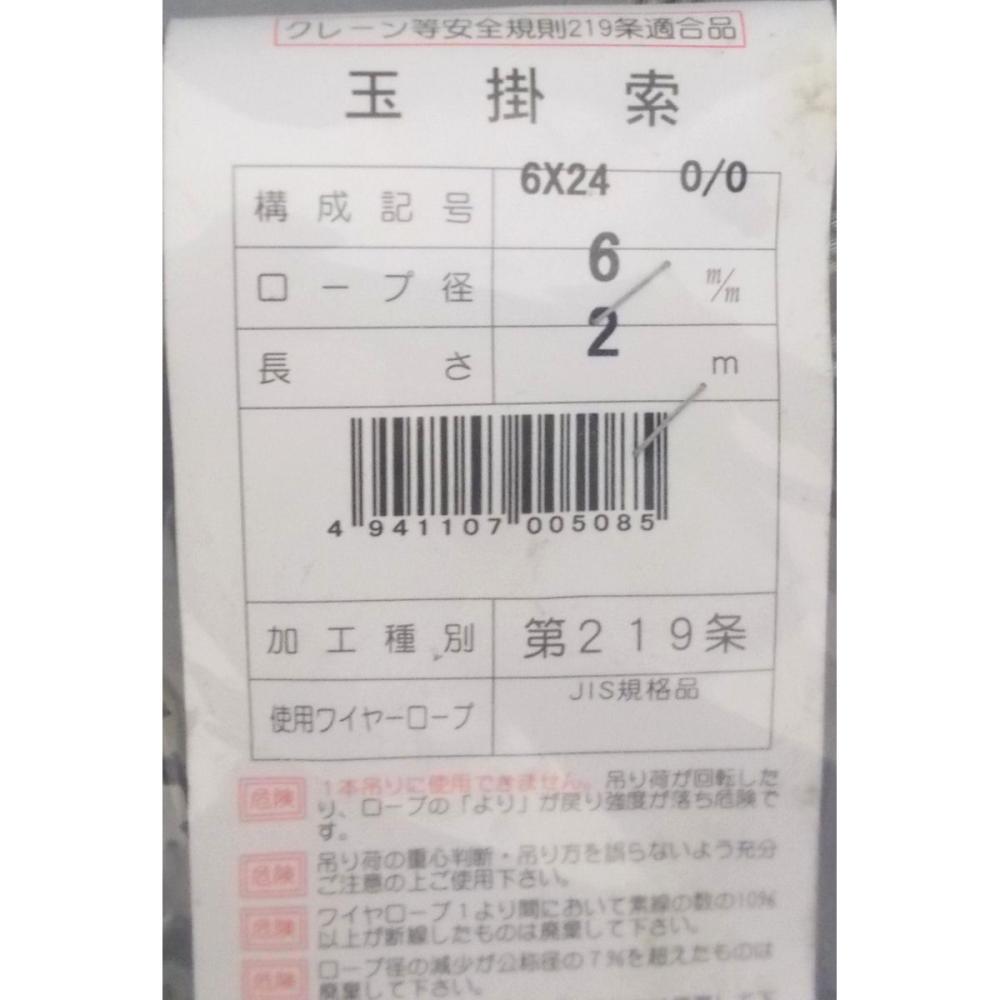 クレーン等安全規則219条適合品
玉掛索
構成記号 6X24 0/0
ロープ径 6 m/m
長さ 2 m
4 941107 005085
加工種別 第219条
使用ワイヤーロープ JIS規格品
危険 1本吊りに使用できません。吊り荷が回転した
り、ロープの「より」が戻り強度が落ち危険で
す。
危険 吊り荷の重心判断・吊り方を誤らないよう充分
ご注意の上ご使用下さい。
危険 ワイヤロープ1より間において素線の数の10%
以上が断線したものは廃棄して下さい。
危険 ロープ径の減少が公称径の7%を超えたものは
廃棄して下さい。